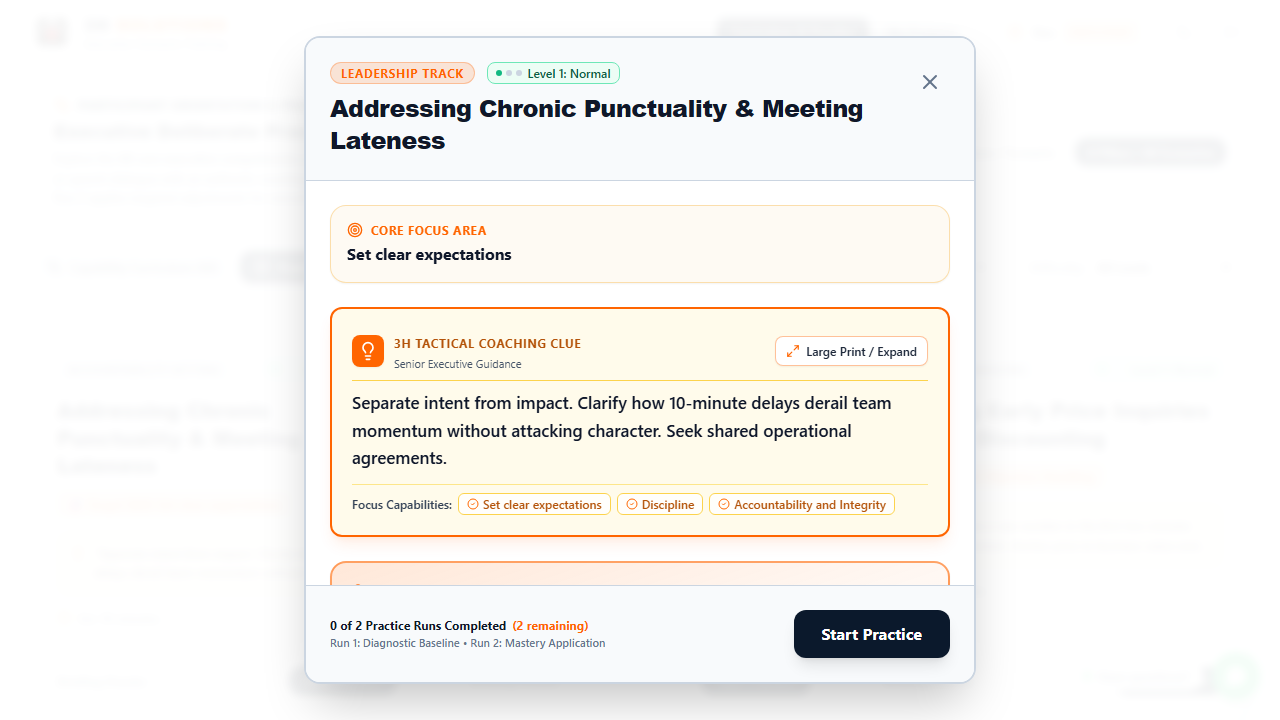 LEADERSHIP TRACK
Level 1: Normal
Addressing Chronic Punctuality & Meeting
Lateness
CORE FOCUS AREA
Set clear expectations
3H TACTICAL COACHING CLUE
Senior Executive Guidance
Large Print / Expand
Separate intent from impact. Clarify how 10-minute delays derail team
momentum without attacking character. Seek shared operational
agreements.
Focus Capabilities: Set clear expectations Discipline Accountability and Integrity
0 of 2 Practice Runs Completed (2 remaining)
Run 1: Diagnostic Baseline • Run 2: Mastery Application
Start Practice